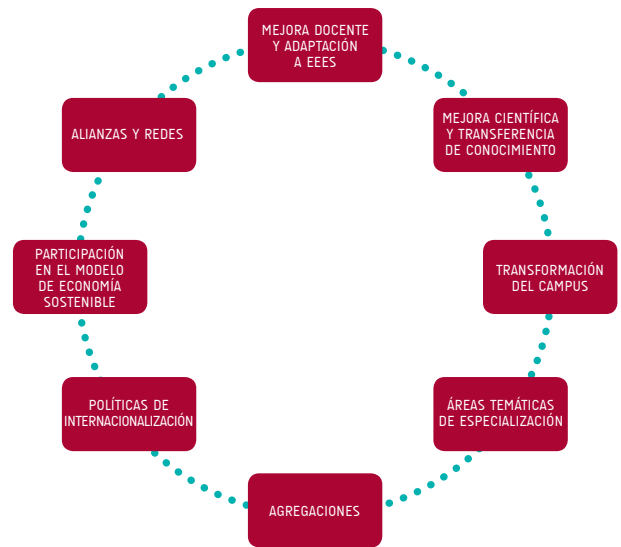 MEJORA DOCENTE
Y ADAPTACIÓN
A EEES
MEJORA CIENTÍFICA
Y TRANSFERENCIA
DE CONOCIMIENTO
TRANSFORMACIÓN
DEL CAMPUS
ÁREAS TEMÁTICAS
DE ESPECIALIZACIÓN
AGREGACIONES
POLÍTICAS DE
INTERNACIONALIZACIÓN
PARTICIPACIÓN
EN EL MODELO
DE ECONOMÍA
SOSTENIBLE
ALIANZAS Y REDES